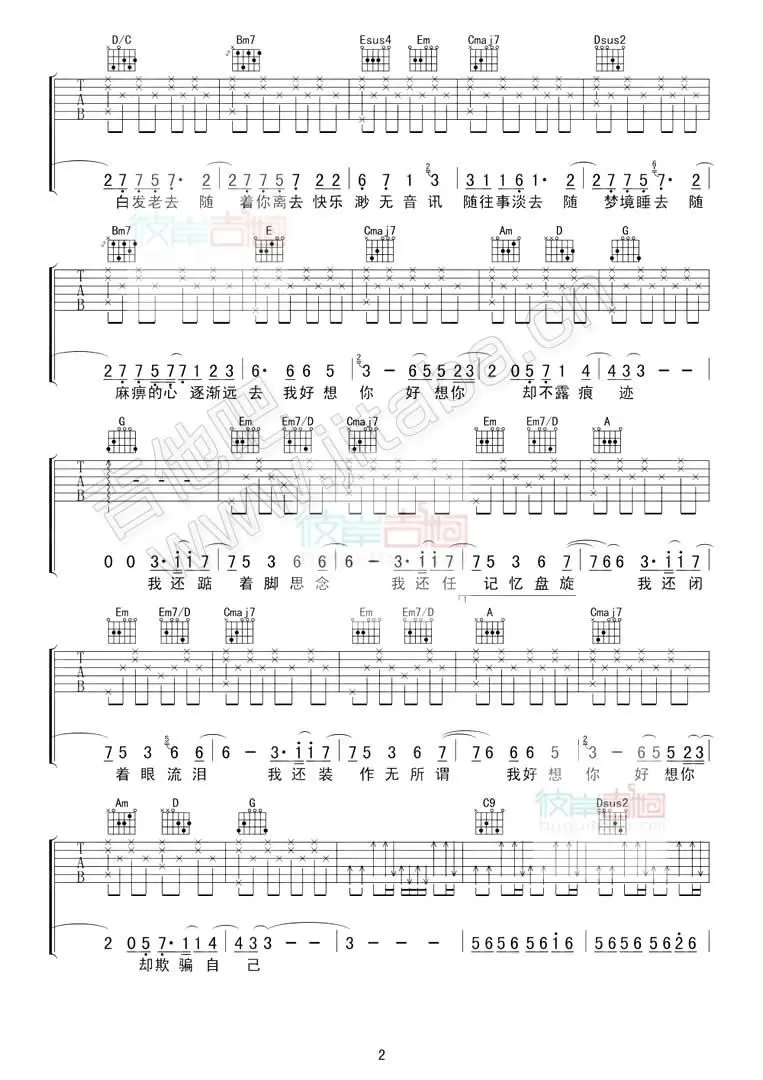 D/C Bm7 Esus4 Em Cmaj7 Dsus2
T
A
B
2 7 7 5 7· 2 | 2 7 7 5 7 2 | 6 7 1 3 | 3 1 1 6 1· 2 | 2 7 7 5 7· 2
白发老去 随 着你离去 快乐 渺 无 音 讯 随往事淡去 随 梦境睡去 随
Bm7 E Cmaj7 Am D G
T
A
B
2 7 7 5 7 7 1 2 3 | 6· 6 6 5 | 3 - 6 5 5 2 3 | 2 0 5 7 1 4 | 4 3 3 - -
麻痹的心 逐渐远 去 我好想 你 好 想你 却不露 痕 迹
G Em Em7/D Cmaj7 Em Em7/D A
T
A
B
0 0 3· 1 1 7 | 7 5 3 6 6 | 6 - 3· 1 1 7 | 7 5 3 6 7 | 7 6 6 3· 1 1 7
我还踮 着脚思念 我还任 记忆盘旋 我还闭
Em Em7/D Cmaj7 Em Em7/D A Cmaj7
T
A
B
7 5 3 6 6 | 6 - 3· 1 1 7 | 7 5 3 6 7 | 7 6 6 6 5 | 3 - 6 5 5 2 3
着眼流泪 我还装 作无所谓 我好想 你 好 想你
Am D G C9 Dsus2
T
A
B
2 0 5 7· 1 1 4 | 4 3 3 - - | 3 - - - | 5 6 5 6 5 6 1 6 | 5 6 5 6 5 6 2 6
却欺 骗 自 己
吉他吧
www.jitaba.cn
彼岸吉他
2